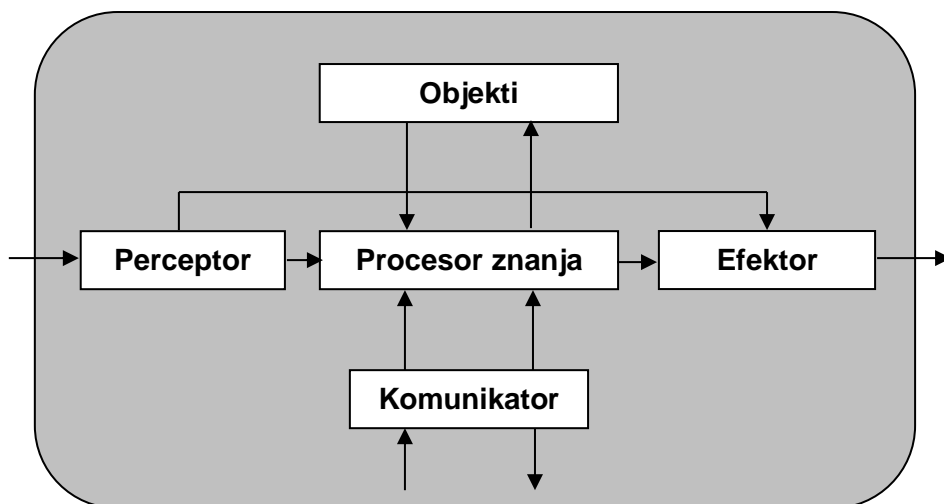 Objekti
Perceptor
Procesor znanja
Efektor
Komunikator